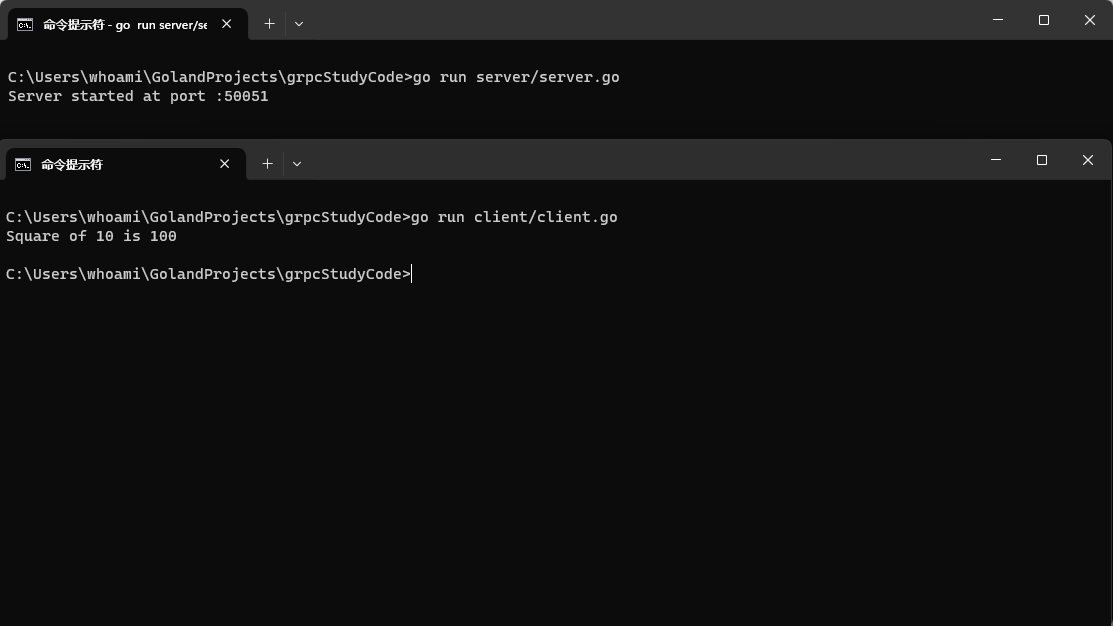 命令提示符 - go  run server/se
C:\Users\whoami\GolandProjects\grpcStudyCode>go run server/server.go
Server started at port :50051
命令提示符
C:\Users\whoami\GolandProjects\grpcStudyCode>go run client/client.go
Square of 10 is 100
C:\Users\whoami\GolandProjects\grpcStudyCode>